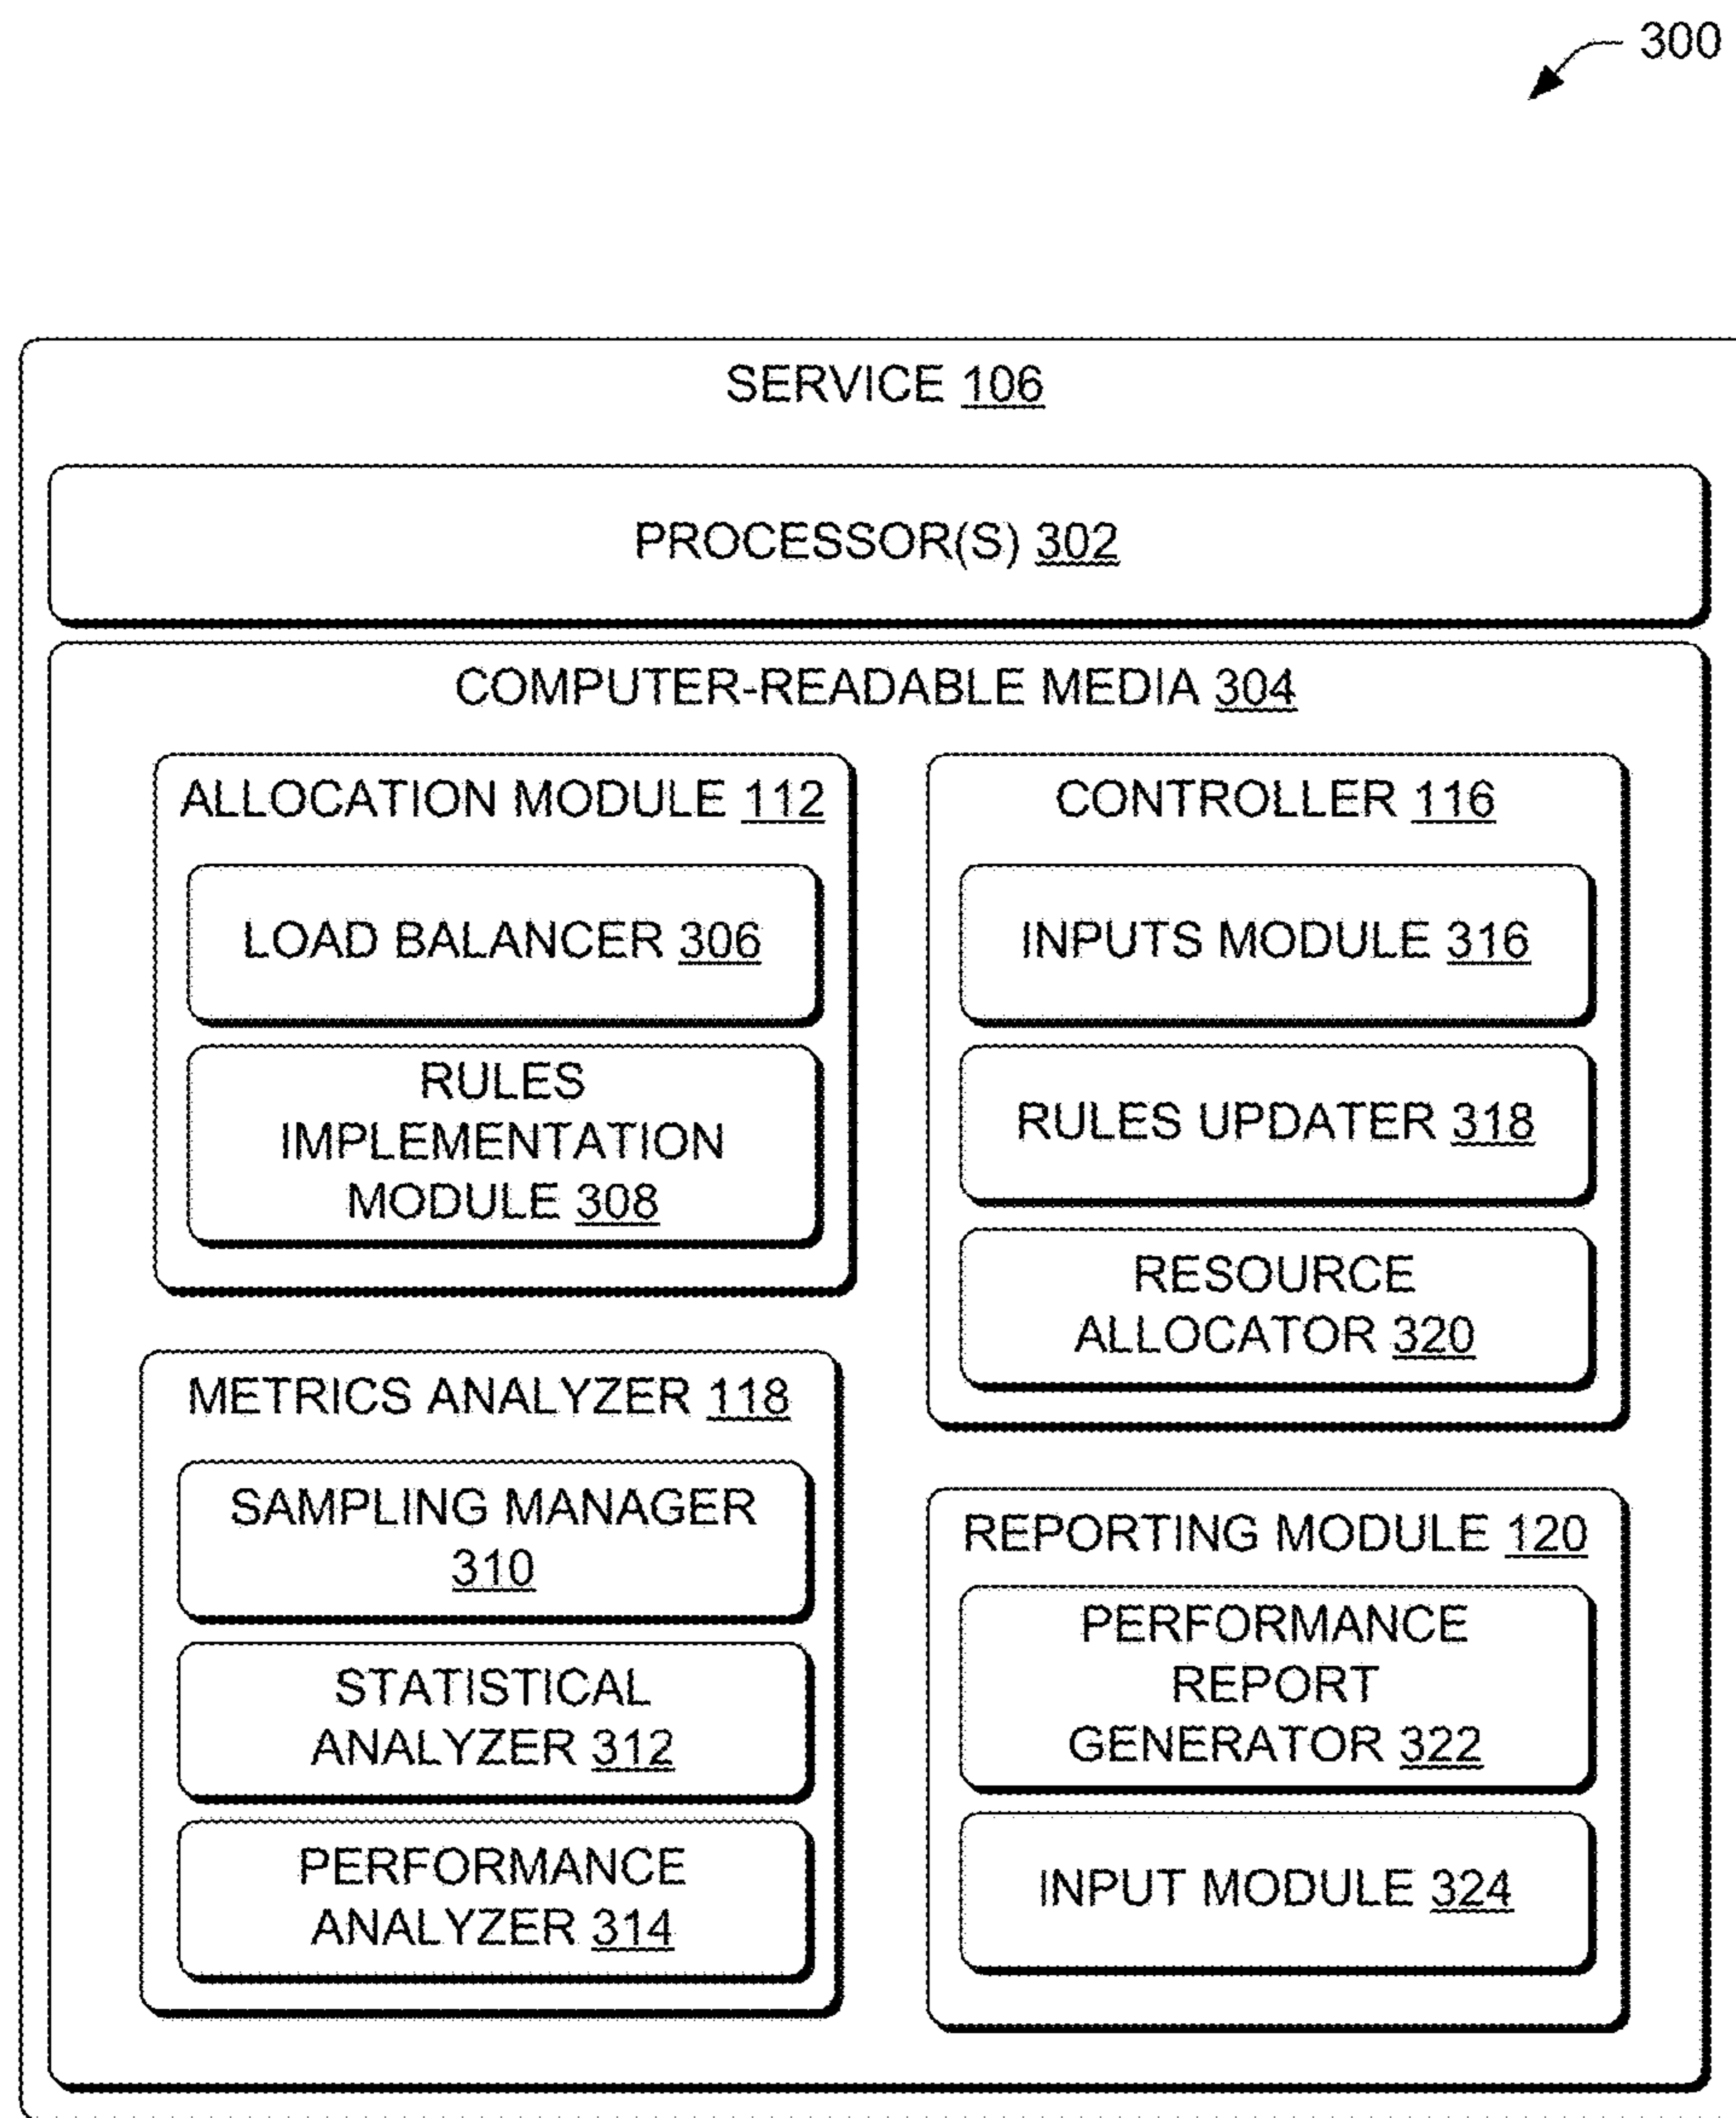 300
SERVICE 106
PROCESSOR(S) 302
COMPUTER-READABLE MEDIA 304
ALLOCATION MODULE 112
LOAD BALANCER 306
RULES
IMPLEMENTATION
MODULE 308
METRICS ANALYZER 118
SAMPLING MANAGER
310
STATISTICAL
ANALYZER 312
PERFORMANCE
ANALYZER 314
CONTROLLER 116
INPUTS MODULE 316
RULES UPDATER 318
RESOURCE
ALLOCATOR 320
REPORTING MODULE 120
PERFORMANCE
REPORT
GENERATOR 322
INPUT MODULE 324